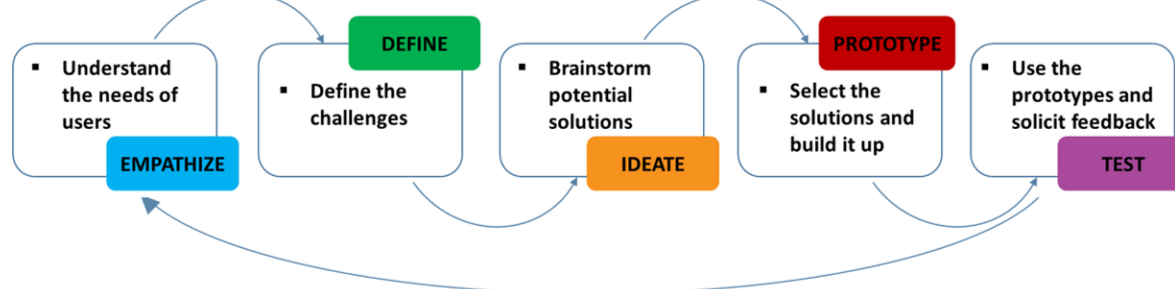 ▪ Understand
the needs of
users
EMPATHIZE
DEFINE
▪ Define the
challenges
▪ Brainstorm
potential
solutions
IDEATE
PROTOTYPE
▪ Select the
solutions and
build it up
▪ Use the
prototypes and
solicit feedback
TEST